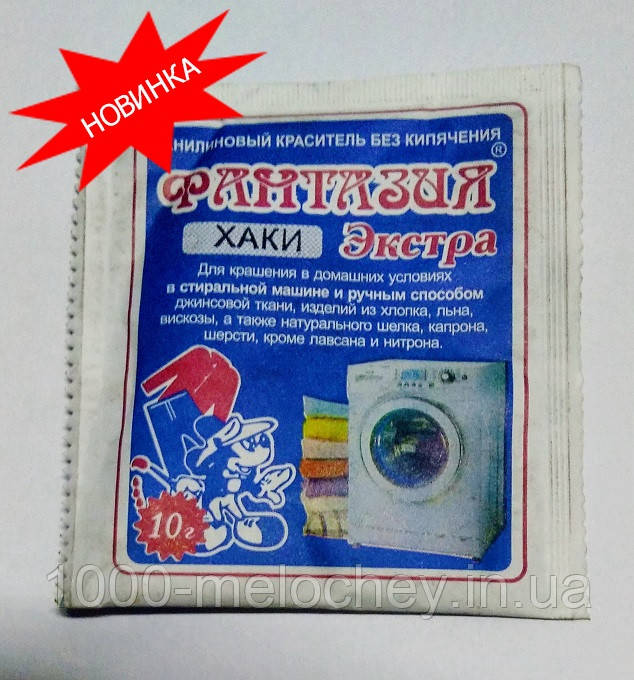 НОВИНКА
АНИЛИНОВЫЙ КРАСИТЕЛЬ БЕЗ КИПЯЧЕНИЯ
ФАНТАЗИЯ®
ХАКИ Экстра
Для крашения в домашних условиях
в стиральной машине и ручным способом
джинсовой ткани, изделий из хлопка, льна,
вискозы, а также натурального шелка, капрона,
шерсти, кроме лавсана и нитрона.
10г
1000-melochey.in.ua